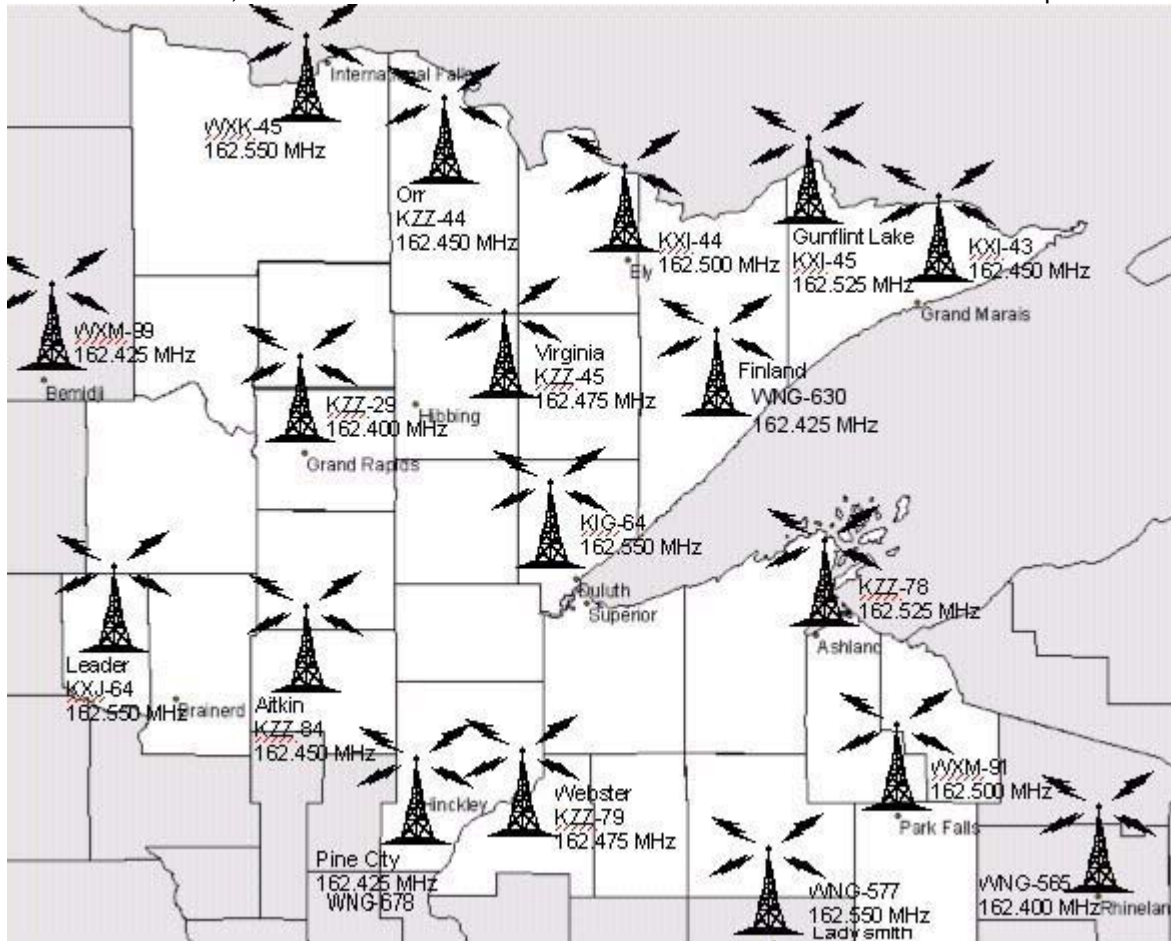 International Falls
WXK-45
162.550 MHz
Orr
KZZ-44
162.450 MHz
KXI-44
162.500 MHz
Ely
Gunflint Lake
KXI-45
162.525 MHz
KXI-43
162.450 MHz
Grand Marais
WXM-99
162.425 MHz
Bemidji
KZZ-29
162.400 MHz
Grand Rapids
Hibbing
Virginia
KZZ-45
162.475 MHz
Finland
WNG-630
162.425 MHz
KIG-64
162.550 MHz
Duluth
Superior
KZZ-78
162.525 MHz
Ashland
Leader
KXJ-64
162.550 MHz
Brainerd
Aitkin
KZZ-84
162.450 MHz
Hinckley
Pine City
162.425 MHz
WNG-678
Webster
KZZ-79
162.475 MHz
WXM-91
162.500 MHz
Park Falls
WNG-577
162.550 MHz
Ladysmith
WNG-565
162.400 MHz
Rhinelan